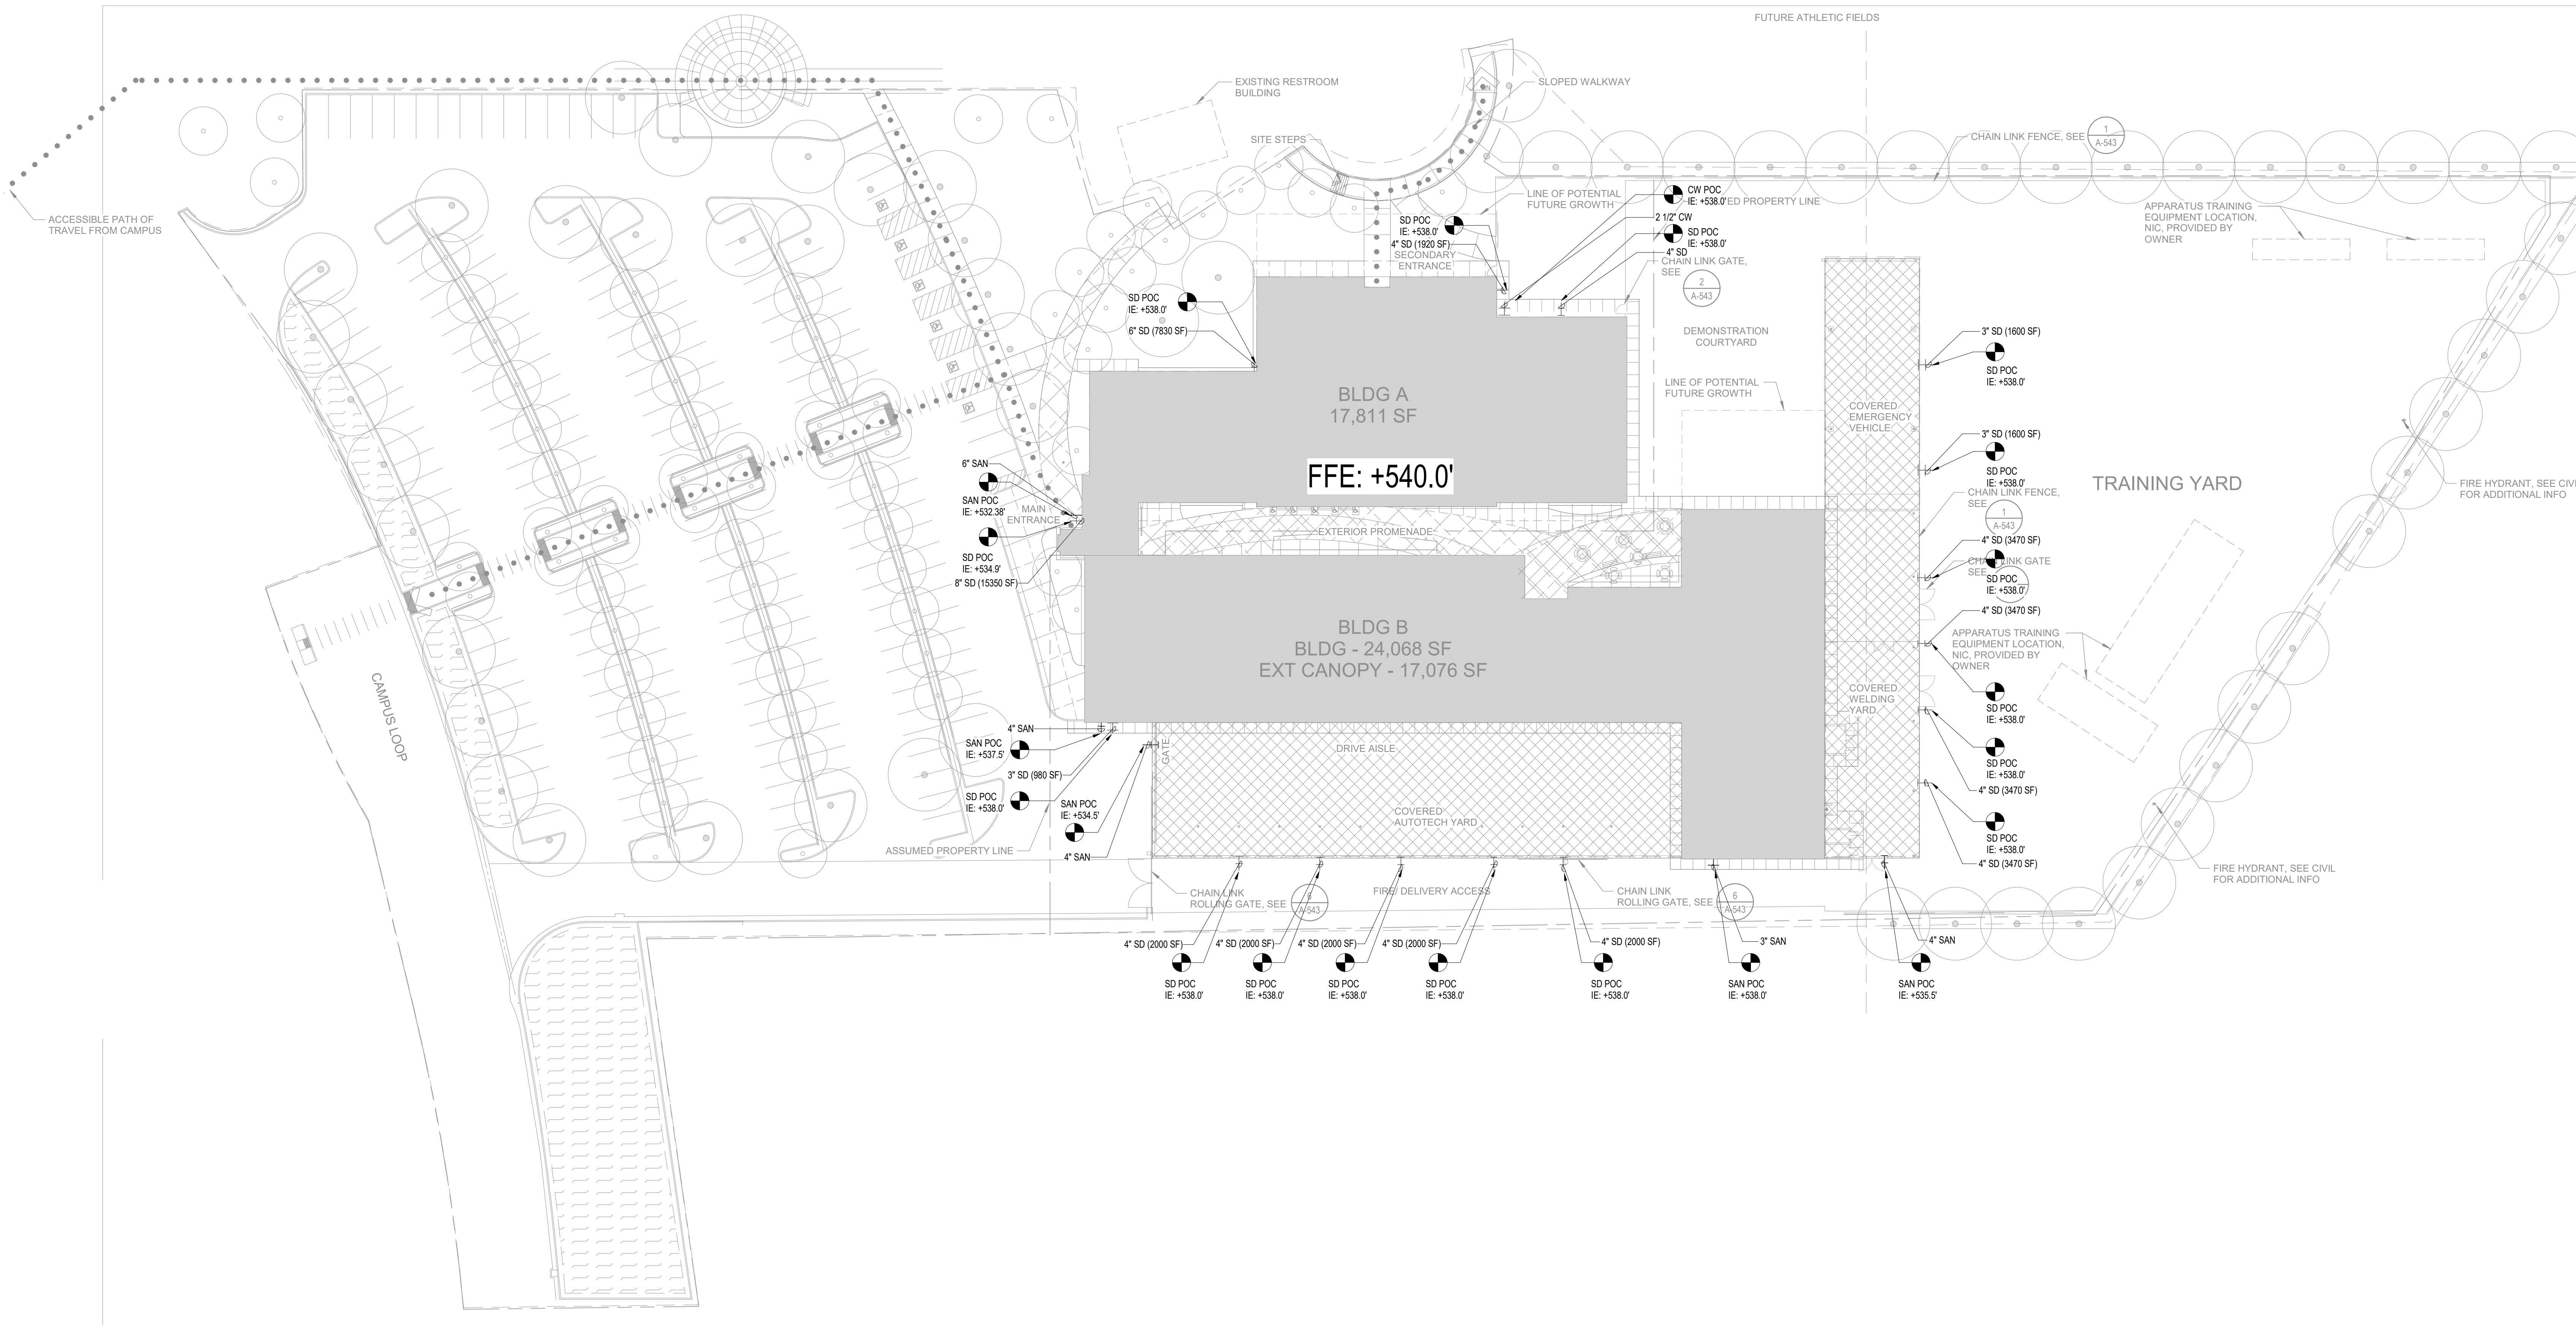 FUTURE ATHLETIC FIELDS
EXISTING RESTROOM
BUILDING
SLOPED WALKWAY
SITE STEPS
CHAIN LINK FENCE, SEE
1
A-543
ACCESSIBLE PATH OF
TRAVEL FROM CAMPUS
LINE OF POTENTIAL
FUTURE GROWTH
CW POC
IE: +538.0'
ED PROPERTY LINE
2 1/2" CW
SD POC
IE: +538.0'
4" SD
SD POC
IE: +538.0'
4" SD (1920 SF)
SECONDARY
ENTRANCE
CHAIN LINK GATE,
SEE
2
A-543
APPARATUS TRAINING
EQUIPMENT LOCATION,
NIC, PROVIDED BY
OWNER
SD POC
IE: +538.0'
6" SD (7830 SF)
DEMONSTRATION
COURTYARD
LINE OF POTENTIAL
FUTURE GROWTH
3" SD (1600 SF)
SD POC
IE: +538.0'
BLDG A
17,811 SF
FFE: +540.0'
COVERED
EMERGENCY
VEHICLE
3" SD (1600 SF)
SD POC
IE: +538.0'
CHAIN LINK FENCE,
SEE
1
A-543
TRAINING YARD
FIRE HYDRANT, SEE CIVI
FOR ADDITIONAL INFO
6" SAN
SAN POC
IE: +532.38'
MAIN
ENTRANCE
SD POC
IE: +534.9'
8" SD (15350 SF)
EXTERIOR PROMENADE
4" SD (3470 SF)
CHAIN LINK GATE
SEE
SD POC
IE: +538.0'
4" SD (3470 SF)
BLDG B
BLDG - 24,068 SF
EXT CANOPY - 17,076 SF
APPARATUS TRAINING
EQUIPMENT LOCATION,
NIC, PROVIDED BY
OWNER
COVERED
WELDING
YARD
SD POC
IE: +538.0'
SD POC
IE: +538.0'
4" SD (3470 SF)
SD POC
IE: +538.0'
4" SD (3470 SF)
CAMPUS LOOP
4" SAN
SAN POC
IE: +537.5'
3" SD (980 SF)
SD POC
IE: +538.0'
SAN POC
IE: +534.5'
4" SAN
GATE
DRIVE AISLE
COVERED
AUTOTECH YARD
ASSUMED PROPERTY LINE
CHAIN LINK
ROLLING GATE, SEE
6
A-543
FIRE/ DELIVERY ACCESS
CHAIN LINK
ROLLING GATE, SEE
6
A-543
FIRE HYDRANT, SEE CIVIL
FOR ADDITIONAL INFO
4" SD (2000 SF)
4" SD (2000 SF)
4" SD (2000 SF)
4" SD (2000 SF)
4" SD (2000 SF)
3" SAN
4" SAN
SD POC
IE: +538.0'
SD POC
IE: +538.0'
SD POC
IE: +538.0'
SD POC
IE: +538.0'
SD POC
IE: +538.0'
SAN POC
IE: +538.0'
SAN POC
IE: +535.5'